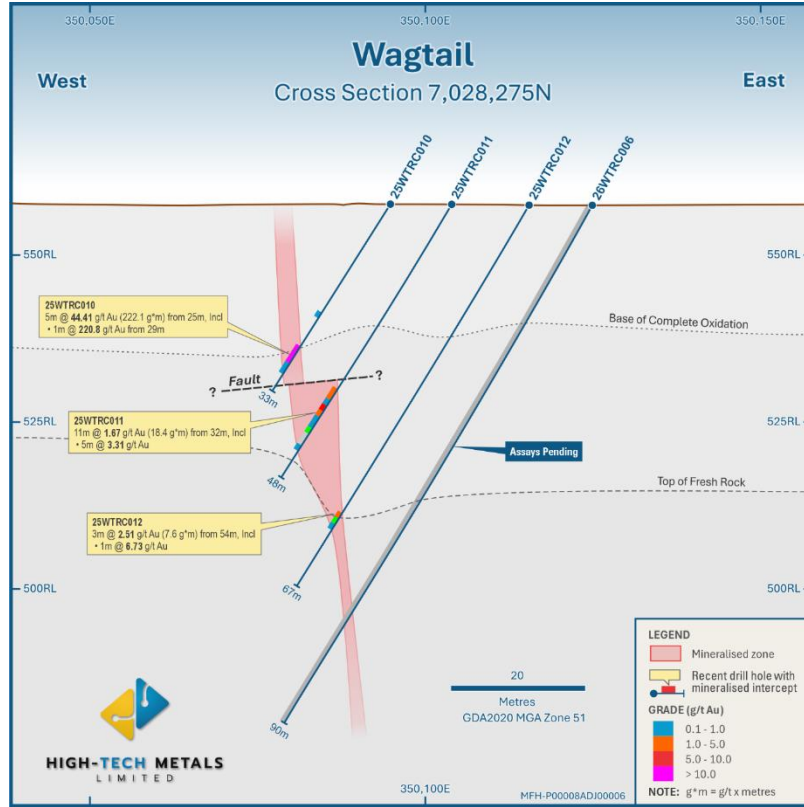 350,050E
350,100E
350,150E
Wagtail
Cross Section 7,028,275N
West
East
25WTRC010
25WTRC011
25WTRC012
26WTRC006
550RL
550RL
25WTRC010
5m @ 44.41 g/t Au (222.1 g*m) from 25m, Incl
• 1m @ 220.8 g/t Au from 29m
Base of Complete Oxidation
? Fault ?
33m
25WTRC011
11m @ 1.67 g/t Au (18.4 g*m) from 32m, Incl
• 5m @ 3.31 g/t Au
525RL
525RL
Assays Pending
48m
Top of Fresh Rock
25WTRC012
3m @ 2.51 g/t Au (7.6 g*m) from 54m, Incl
• 1m @ 6.73 g/t Au
67m
500RL
500RL
90m
20
Metres
GDA2020 MGA Zone 51
HIGH-TECH METALS
LIMITED
LEGEND
Mineralised zone
Recent drill hole with
mineralised intercept
GRADE (g/t Au)
0.1 - 1.0
1.0 - 5.0
5.0 - 10.0
> 10.0
NOTE: g*m = g/t x metres
350,100E
MFH-P00008ADJ00006